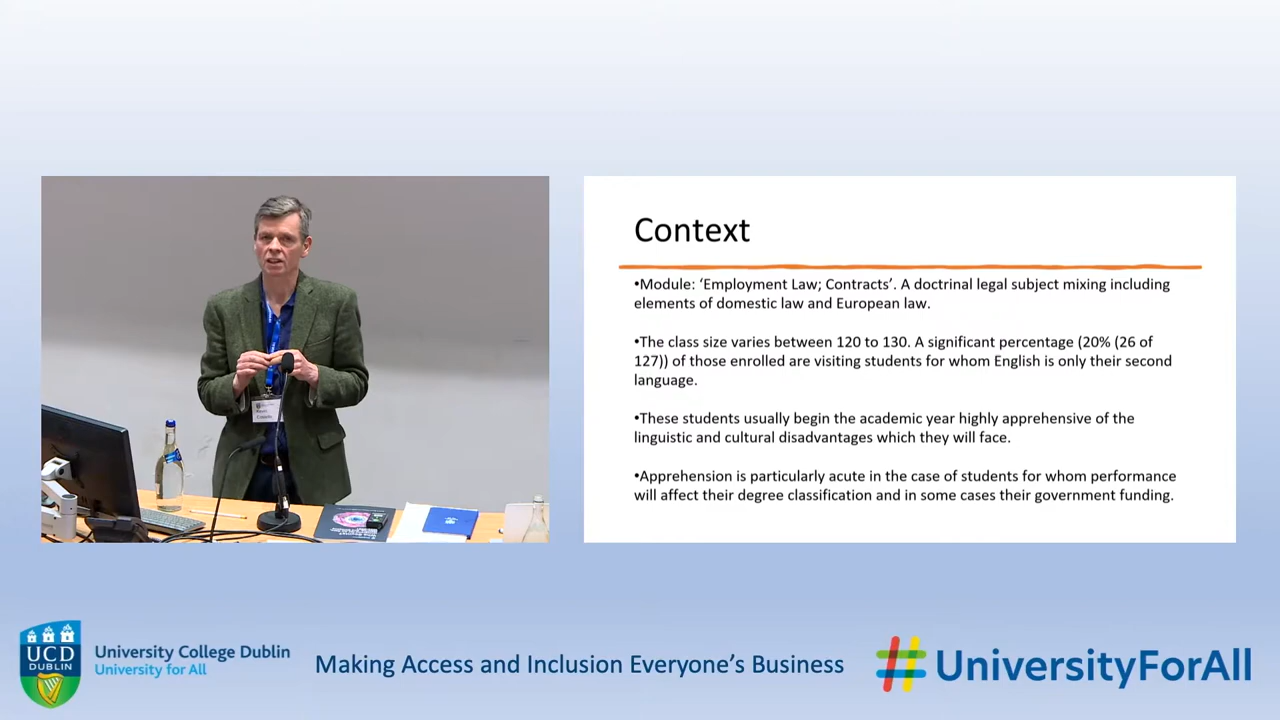 Context
•Module: ‘Employment Law; Contracts’. A doctrinal legal subject mixing including
elements of domestic law and European law.
•The class size varies between 120 to 130. A significant percentage (20% (26 of
127)) of those enrolled are visiting students for whom English is only their second
language.
•These students usually begin the academic year highly apprehensive of the
linguistic and cultural disadvantages which they will face.
•Apprehension is particularly acute in the case of students for whom performance
will affect their degree classification and in some cases their government funding.
UCD
DUBLIN
University College Dublin
University for All
Making Access and Inclusion Everyone’s Business
#UniversityForAll